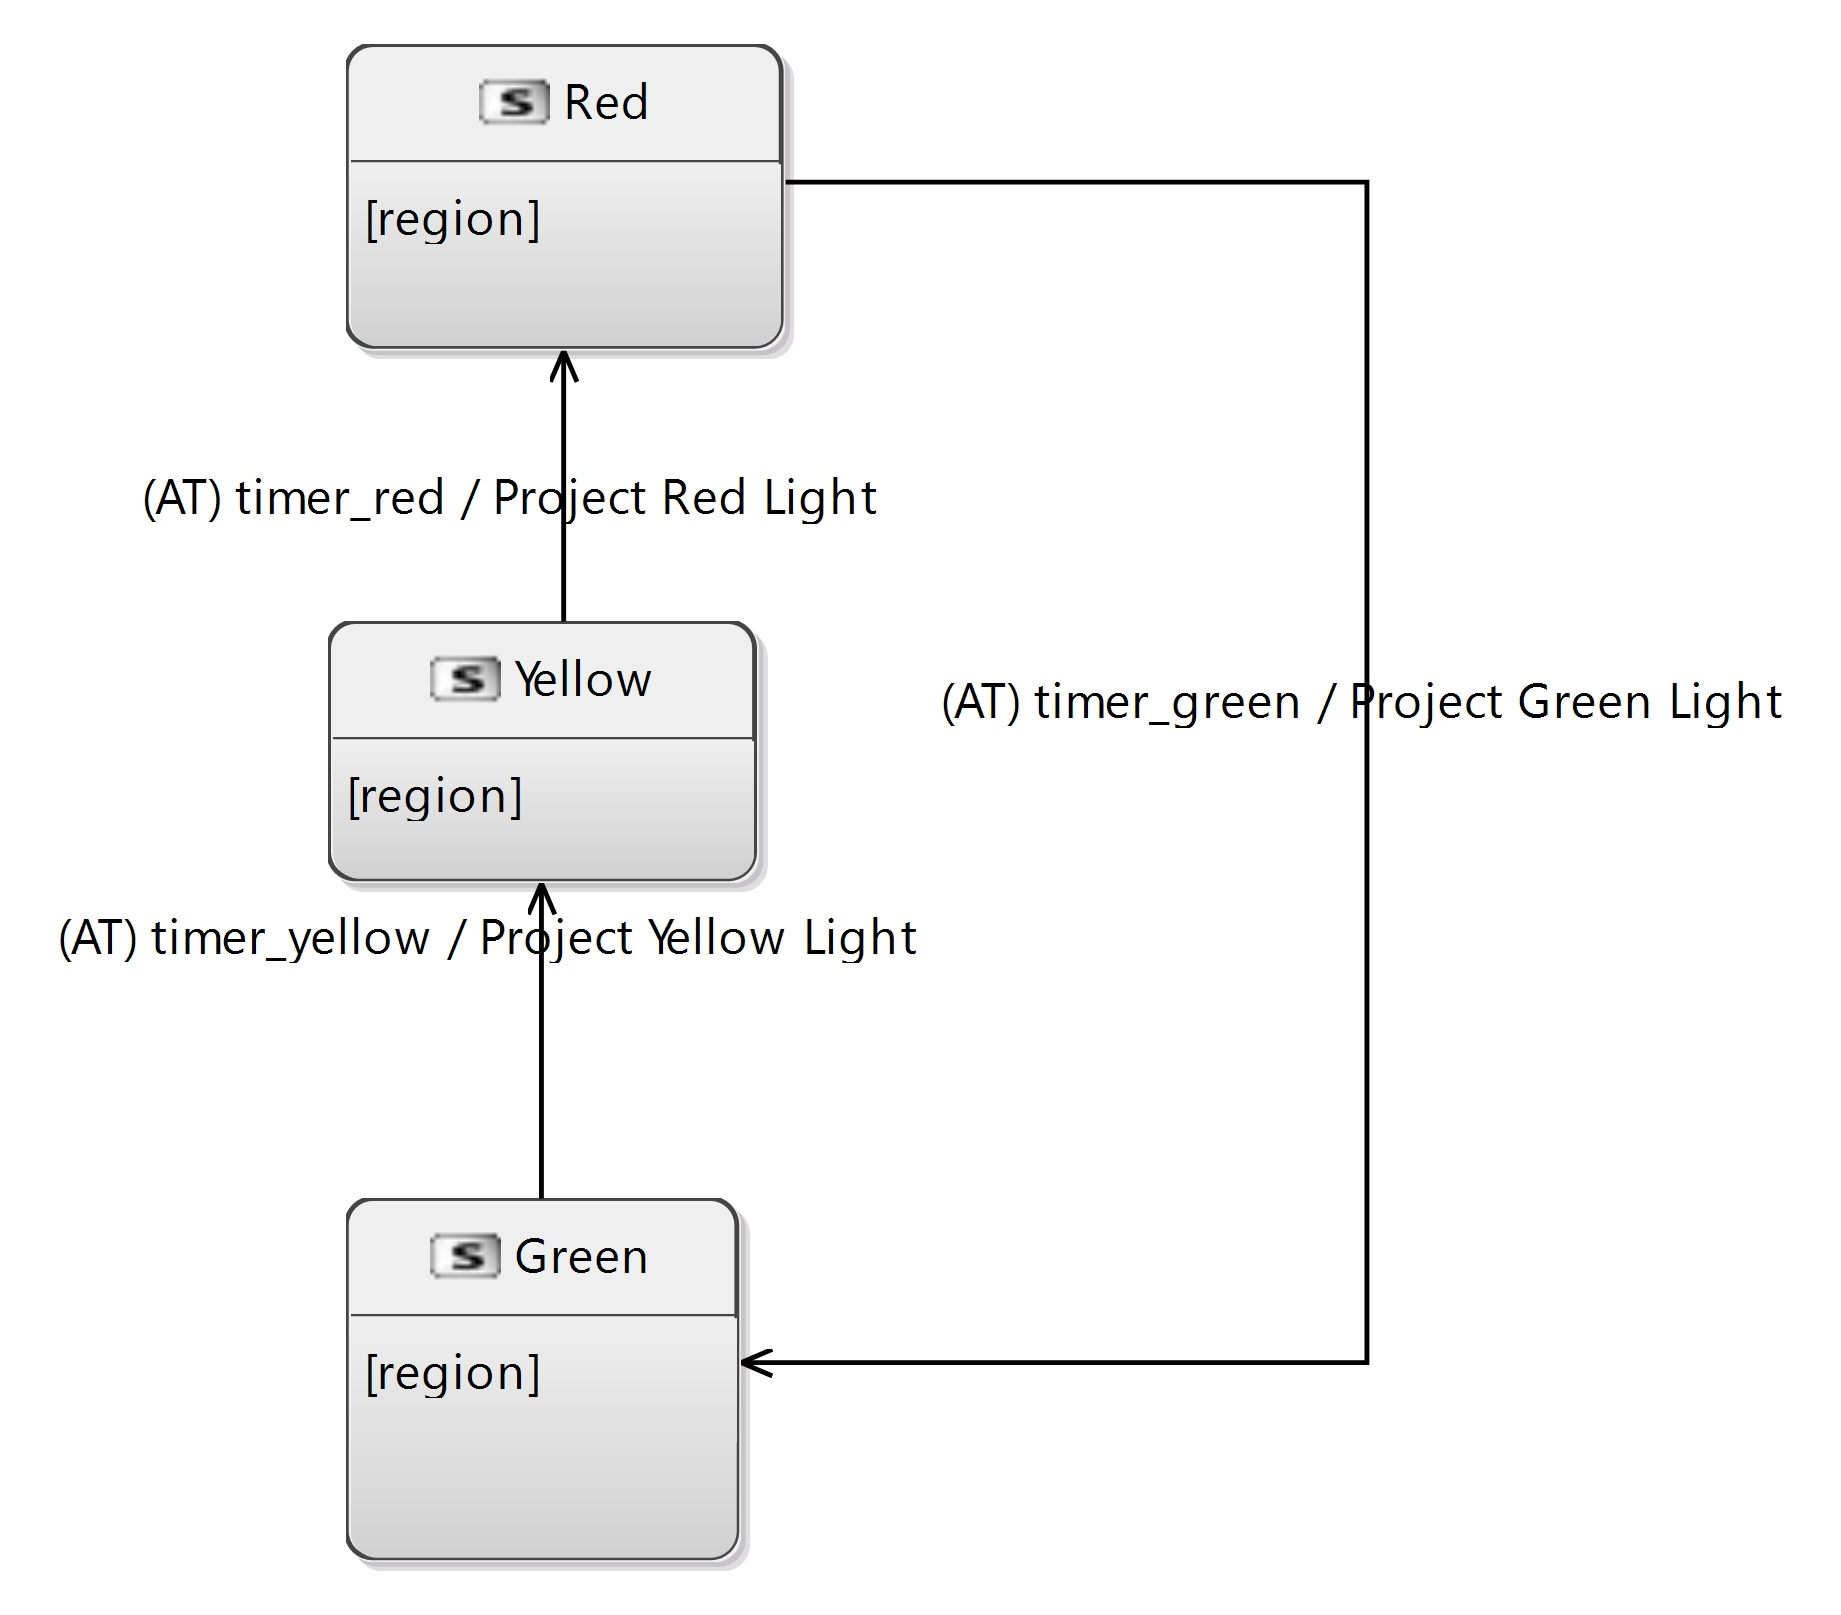 S Red
[region]
(AT) timer_red / Project Red Light
S Yellow
[region]
(AT) timer_green / Project Green Light
(AT) timer_yellow / Project Yellow Light
S Green
[region]